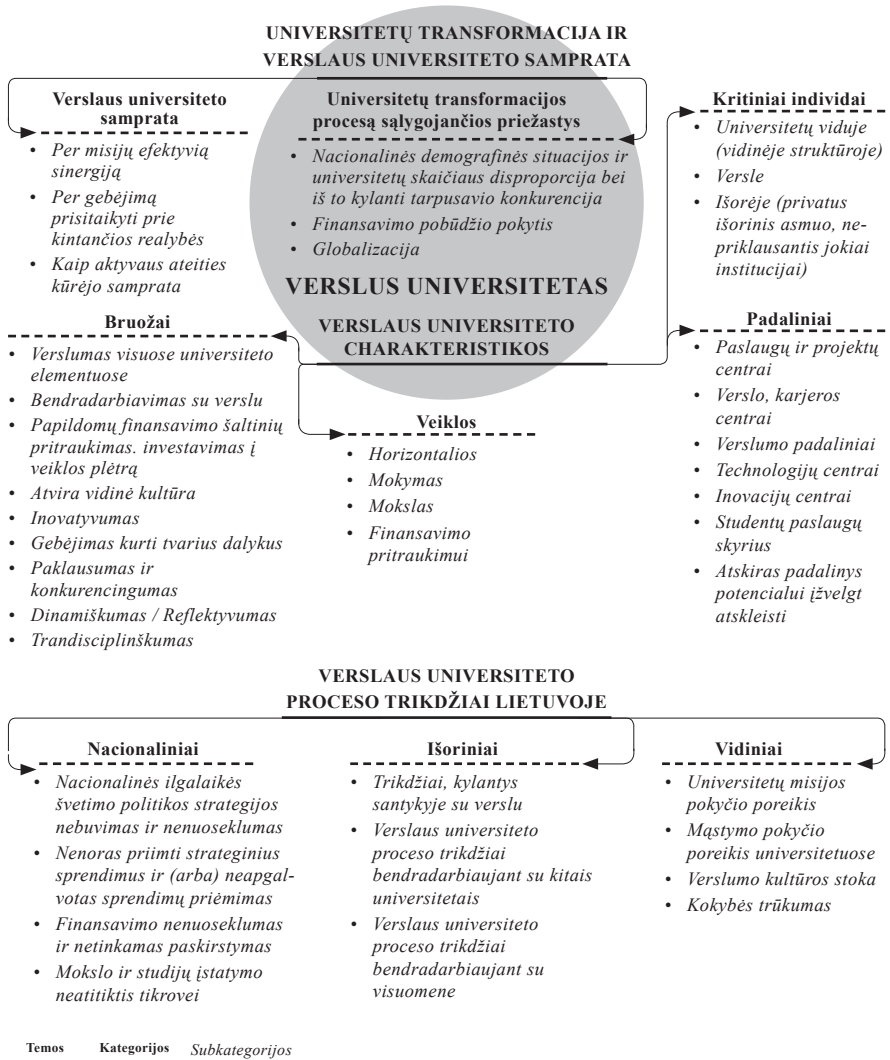 UNIVERSITETŲ TRANSFORMACIJA IR
VERSLAUS UNIVERSITETO SAMPRATA
Verslaus universiteto
samprata
• Per misijų efektyvią
sinergiją
• Per gebėjimą
prisitaikyti prie
kintančios realybės
• Kaip aktyvaus ateities
kūrėjo samprata
Universitetų transformacijos
procesą sąlygojančios priežastys
• Nacionalinės demografinės situacijos ir
universitetų skaičiaus disproporcija bei
iš to kylanti tarpusavio konkurencija
• Finansavimo pobūdžio pokytis
• Globalizacija
VERSLUS UNIVERSITETAS
VERSLAUS UNIVERSITETO
CHARAKTERISTIKOS
Kritiniai individai
• Universitetų viduje
(vidinėje struktūroje)
• Versle
• Išorėje (privatus
išorinis asmuo, ne-
priklausantis jokiai
institucijai)
Bruožai
• Verslumas visuose universiteto
elementuose
• Bendradarbiavimas su verslu
• Papildomų finansavimo šaltinių
pritraukimas. investavimas į
veiklos plėtrą
• Atvira vidinė kultūra
• Inovatyvumas
• Gebėjimas kurti tvarius dalykus
• Paklausumas ir
konkurencingumas
• Dinamiškumas / Reflektyvumas
• Trandisciplinškumas
Veiklos
• Horizontalios
• Mokymas
• Mokslas
• Finansavimo
pritraukimui
Padaliniai
• Paslaugų ir projektų
centrai
• Verslo, karjeros
centrai
• Verslumo padaliniai
• Technologijų centrai
• Inovacijų centrai
• Studentų paslaugų
skyrius
• Atskiras padalinys
potencialui įžvelgt
atskleisti
VERSLAUS UNIVERSITETO
PROCESO TRIKDŽIAI LIETUVOJE
Nacionaliniai
• Nacionalinės ilgalaikės
švetimo politikos strategijos
nebuvimas ir nenuoseklumas
• Nenoras priimti strateginius
sprendimus ir (arba) neapgal-
votas sprendimų priėmimas
• Finansavimo nenuoseklumas
ir netinkamas paskirstymas
• Mokslo ir studijų įstatymo
neatitiktis tikrovei
Išoriniai
• Trikdžiai, kylantys
santykyje su verslu
• Verslaus universiteto
proceso trikdžiai
bendradarbiaujant su kitais
universitetais
• Verslaus universiteto
proceso trikdžiai
bendradarbiaujant su
visuomene
Vidiniai
• Universitetų misijos
pokyčio poreikis
• Mąstymo pokyčio
poreikis universitetuose
• Verslumo kultūros stoka
• Kokybės trūkumas
Temos Kategorijos Subkategorijos